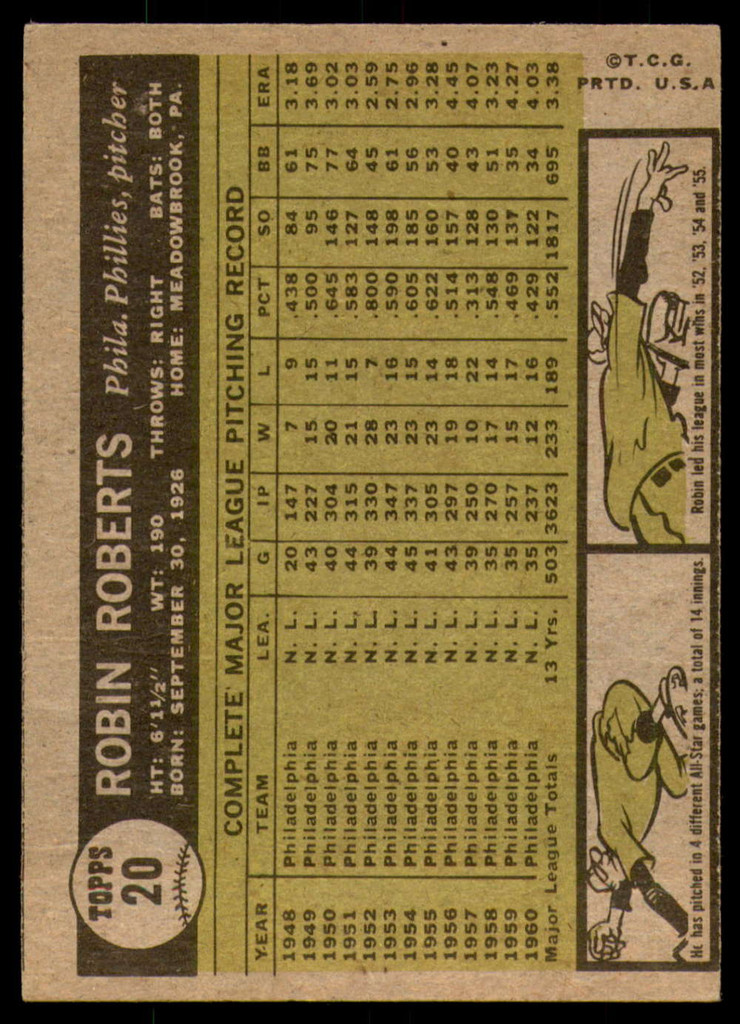 TOPPS
20
ROBIN ROBERTS Phila. Phillies, pitcher
HT: 6'1 1/2" WT: 190 THROWS: RIGHT BATS: BOTH
BORN: SEPTEMBER 30, 1926 HOME: MEADOWBROOK, PA.
COMPLETE MAJOR LEAGUE PITCHING RECORD
YEAR TEAM LEA. G IP W L PCT SO BB ERA
1948 Philadelphia N. L. 20 147 7 9 .438 84 61 3.18
1949 Philadelphia N. L. 43 227 15 15 .500 95 75 3.69
1950 Philadelphia N. L. 40 304 20 11 .645 146 77 3.02
1951 Philadelphia N. L. 44 315 21 15 .583 127 64 3.03
1952 Philadelphia N. L. 39 330 28 7 .800 148 45 2.59
1953 Philadelphia N. L. 44 347 23 16 .590 198 61 2.75
1954 Philadelphia N. L. 45 337 23 15 .605 185 56 2.96
1955 Philadelphia N. L. 41 305 23 14 .622 160 53 3.28
1956 Philadelphia N. L. 43 297 19 18 .514 157 40 4.45
1957 Philadelphia N. L. 39 250 10 22 .313 128 43 4.07
1958 Philadelphia N. L. 35 270 17 14 .548 130 51 3.23
1959 Philadelphia N. L. 35 257 15 17 .469 137 35 4.27
1960 Philadelphia N. L. 35 237 12 16 .429 122 34 4.03
Major League Totals 13 Yrs. 503 3623 233 189 .552 1817 695 3.38
He has pitched in 4 different All-Star games; a total of 14 innings.
Robin led his league in most wins in '52, '53, '54 and '55.
©T.C.G.
PRTD. U.S.A